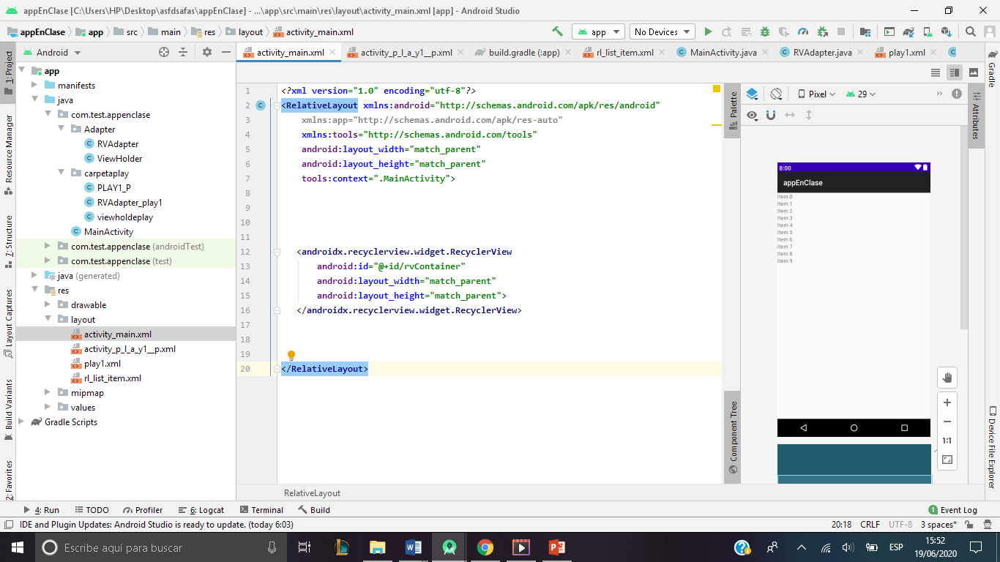 appEnClase [C:\Users\HP\Desktop\asfdsafas\appEnClase] - ...\app\src\main\res\layout\activity_main.xml [app] - Android Studio
appEnClase app src main res layout activity_main.xml
app No Devices
Android
activity_main.xml activity_p_l_a_y1__p.xml build.gradle (:app) rl_list_item.xml MainActivity.java RVAdapter.java play1.xml
1: Project
Resource Manager
7: Structure
Layout Captures
Build Variants
2: Favorites
app
manifests
java
com.test.appenclase
Adapter
RVAdapter
ViewHolder
carpetaplay
PLAY1_P
RVAdapter_play1
viewholdeplay
MainActivity
com.test.appenclase (androidTest)
com.test.appenclase (test)
java (generated)
res
drawable
layout
activity_main.xml
activity_p_l_a_y1__p.xml
play1.xml
rl_list_item.xml
mipmap
values
Gradle Scripts
1 <?xml version="1.0" encoding="utf-8"?>
2 <RelativeLayout xmlns:android="http://schemas.android.com/apk/res/android"
3 xmlns:app="http://schemas.android.com/apk/res-auto"
4 xmlns:tools="http://schemas.android.com/tools"
5 android:layout_width="match_parent"
6 android:layout_height="match_parent"
7 tools:context=".MainActivity">
8
9
10
11
12 <androidx.recyclerview.widget.RecyclerView
13 android:id="@+id/rvContainer"
14 android:layout_width="match_parent"
15 android:layout_height="match_parent">
16 </androidx.recyclerview.widget.RecyclerView>
17
18
19
20 </RelativeLayout>
RelativeLayout
Palette
Component Tree
Pixel 29
8:00
appEnClase
Item 0
Item 1
Item 2
Item 3
Item 4
Item 5
Item 6
Item 7
Item 8
Item 9
1:1
Attributes
Gradle
Device File Explorer
4: Run TODO Profiler 6: Logcat Terminal Build 1 Event Log
IDE and Plugin Updates: Android Studio is ready to update. (today 6:03) 20:18 CRLF UTF-8 3 spaces*
Escribe aquí para buscar
ESP
15:52
19/06/2020